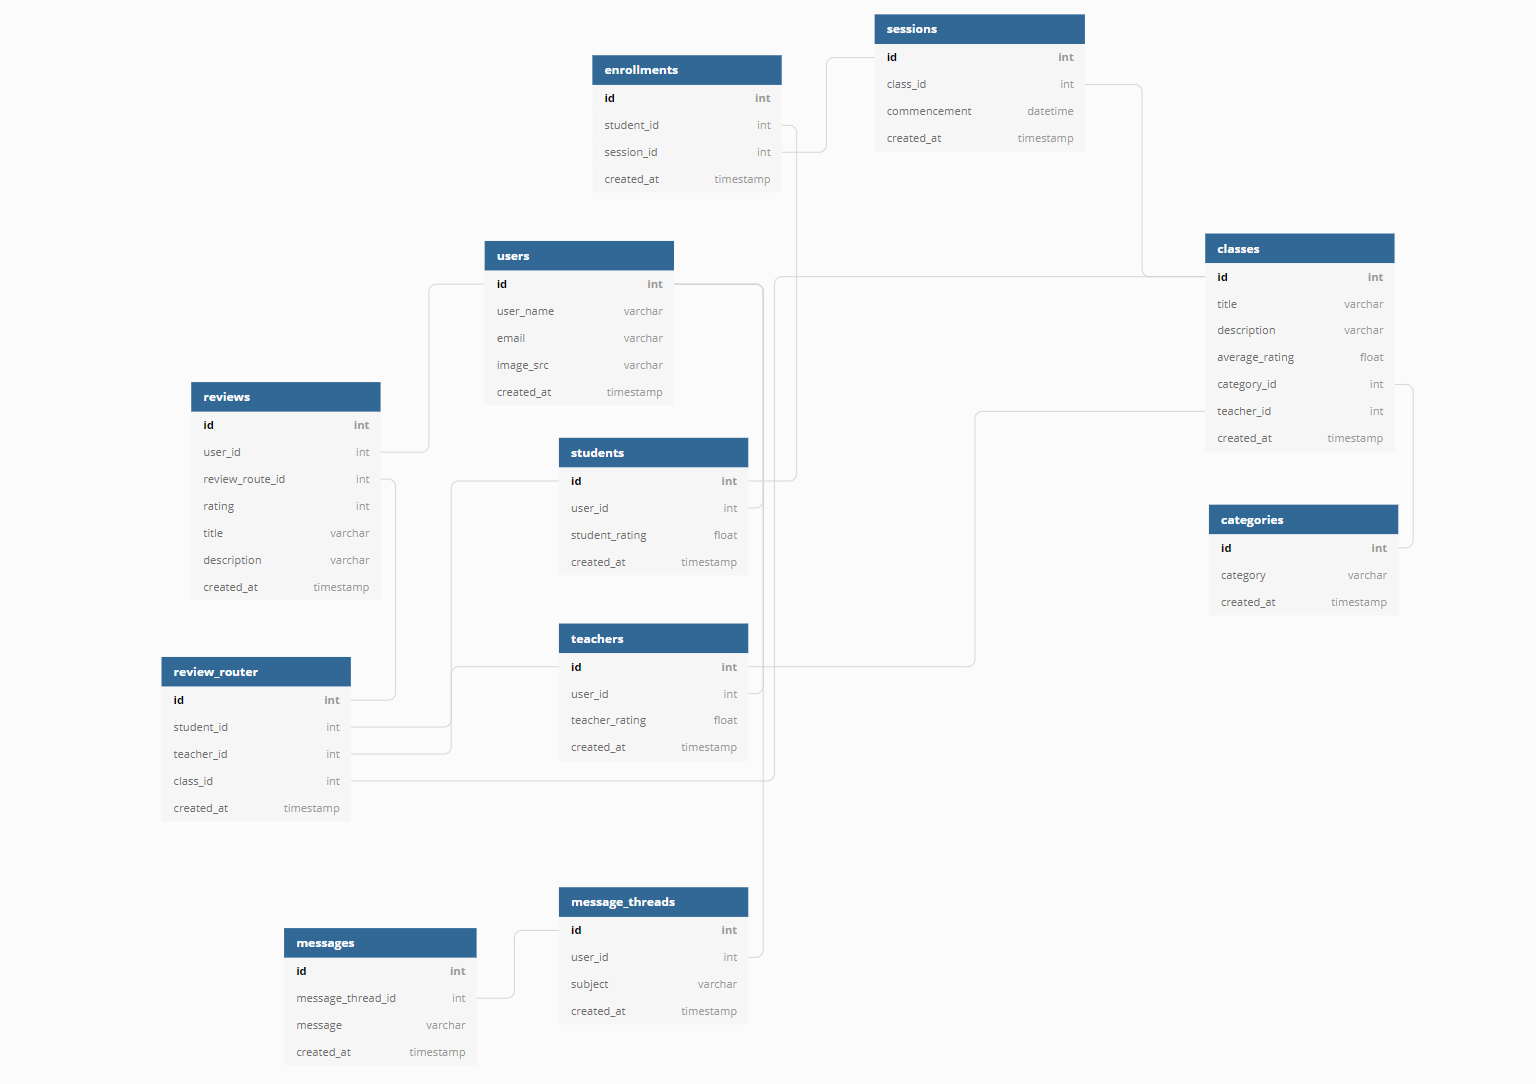 sessions
id int
class_id int
commencement datetime
created_at timestamp
enrollments
id int
student_id int
session_id int
created_at timestamp
classes
id int
title varchar
description varchar
average_rating float
category_id int
teacher_id int
created_at timestamp
users
id int
user_name varchar
email varchar
image_src varchar
created_at timestamp
reviews
id int
user_id int
review_route_id int
rating int
title varchar
description varchar
created_at timestamp
students
id int
user_id int
student_rating float
created_at timestamp
categories
id int
category varchar
created_at timestamp
teachers
id int
user_id int
teacher_rating float
created_at timestamp
review_router
id int
student_id int
teacher_id int
class_id int
created_at timestamp
message_threads
id int
user_id int
subject varchar
created_at timestamp
messages
id int
message_thread_id int
message varchar
created_at timestamp